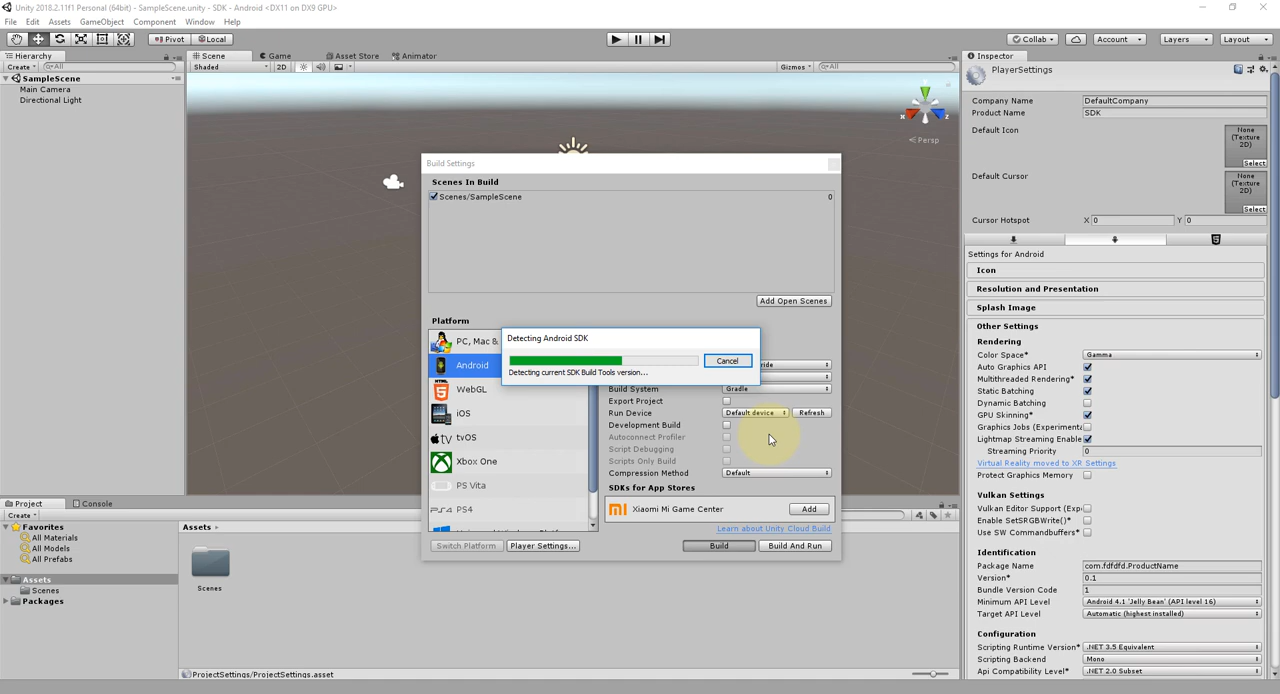 Unity 2018.2.11f1 Personal (64bit) - SampleScene.unity - SDK - Android <DX11 on DX9 GPU>
File Edit Assets GameObject Component Window Help
Pivot Local Collab Account Layers Layout
Hierarchy Scene Game Asset Store Animator Inspector
Create All Shaded 2D Gizmos All
SampleScene
Main Camera
Directional Light
x z
Persp
PlayerSettings
Company Name DefaultCompany
Product Name SDK
Default Icon None (Texture 2D) Select
Default Cursor None (Texture 2D) Select
Cursor Hotspot X 0 Y 0
Settings for Android
Icon
Resolution and Presentation
Splash Image
Other Settings
Rendering
Color Space* Gamma
Auto Graphics API
Multithreaded Rendering*
Static Batching
Dynamic Batching
GPU Skinning*
Graphics Jobs (Experimenta
Lightmap Streaming Enable
Streaming Priority 0
Virtual Reality moved to XR Settings
Protect Graphics Memory
Vulkan Settings
Vulkan Editor Support (Exp
Enable SetSRGBWrite()*
Use SW Commandbuffers*
Identification
Package Name com.fdfdfd.ProductName
Version* 0.1
Bundle Version Code 1
Minimum API Level Android 4.1 'Jelly Bean' (API level 16)
Target API Level Automatic (highest installed)
Configuration
Scripting Runtime Version* .NET 3.5 Equivalent
Scripting Backend Mono
Api Compatibility Level* .NET 2.0 Subset
Build Settings
Scenes In Build
Scenes/SampleScene 0
Add Open Scenes
Platform
PC, Mac &
Android
WebGL
iOS
tvOS
Xbox One
PS Vita
PS4
Detecting Android SDK
Cancel
Detecting current SDK Build Tools version...
ride
Build System Gradle
Export Project
Run Device Default device Refresh
Development Build
Autoconnect Profiler
Script Debugging
Scripts Only Build
Compression Method Default
SDKs for App Stores
Xiaomi Mi Game Center Add
Learn about Unity Cloud Build
Switch Platform Player Settings... Build Build And Run
Project Console
Create
Favorites
All Materials
All Models
All Prefabs
Assets
Scenes
Packages
Assets
Scenes
ProjectSettings/ProjectSettings.asset